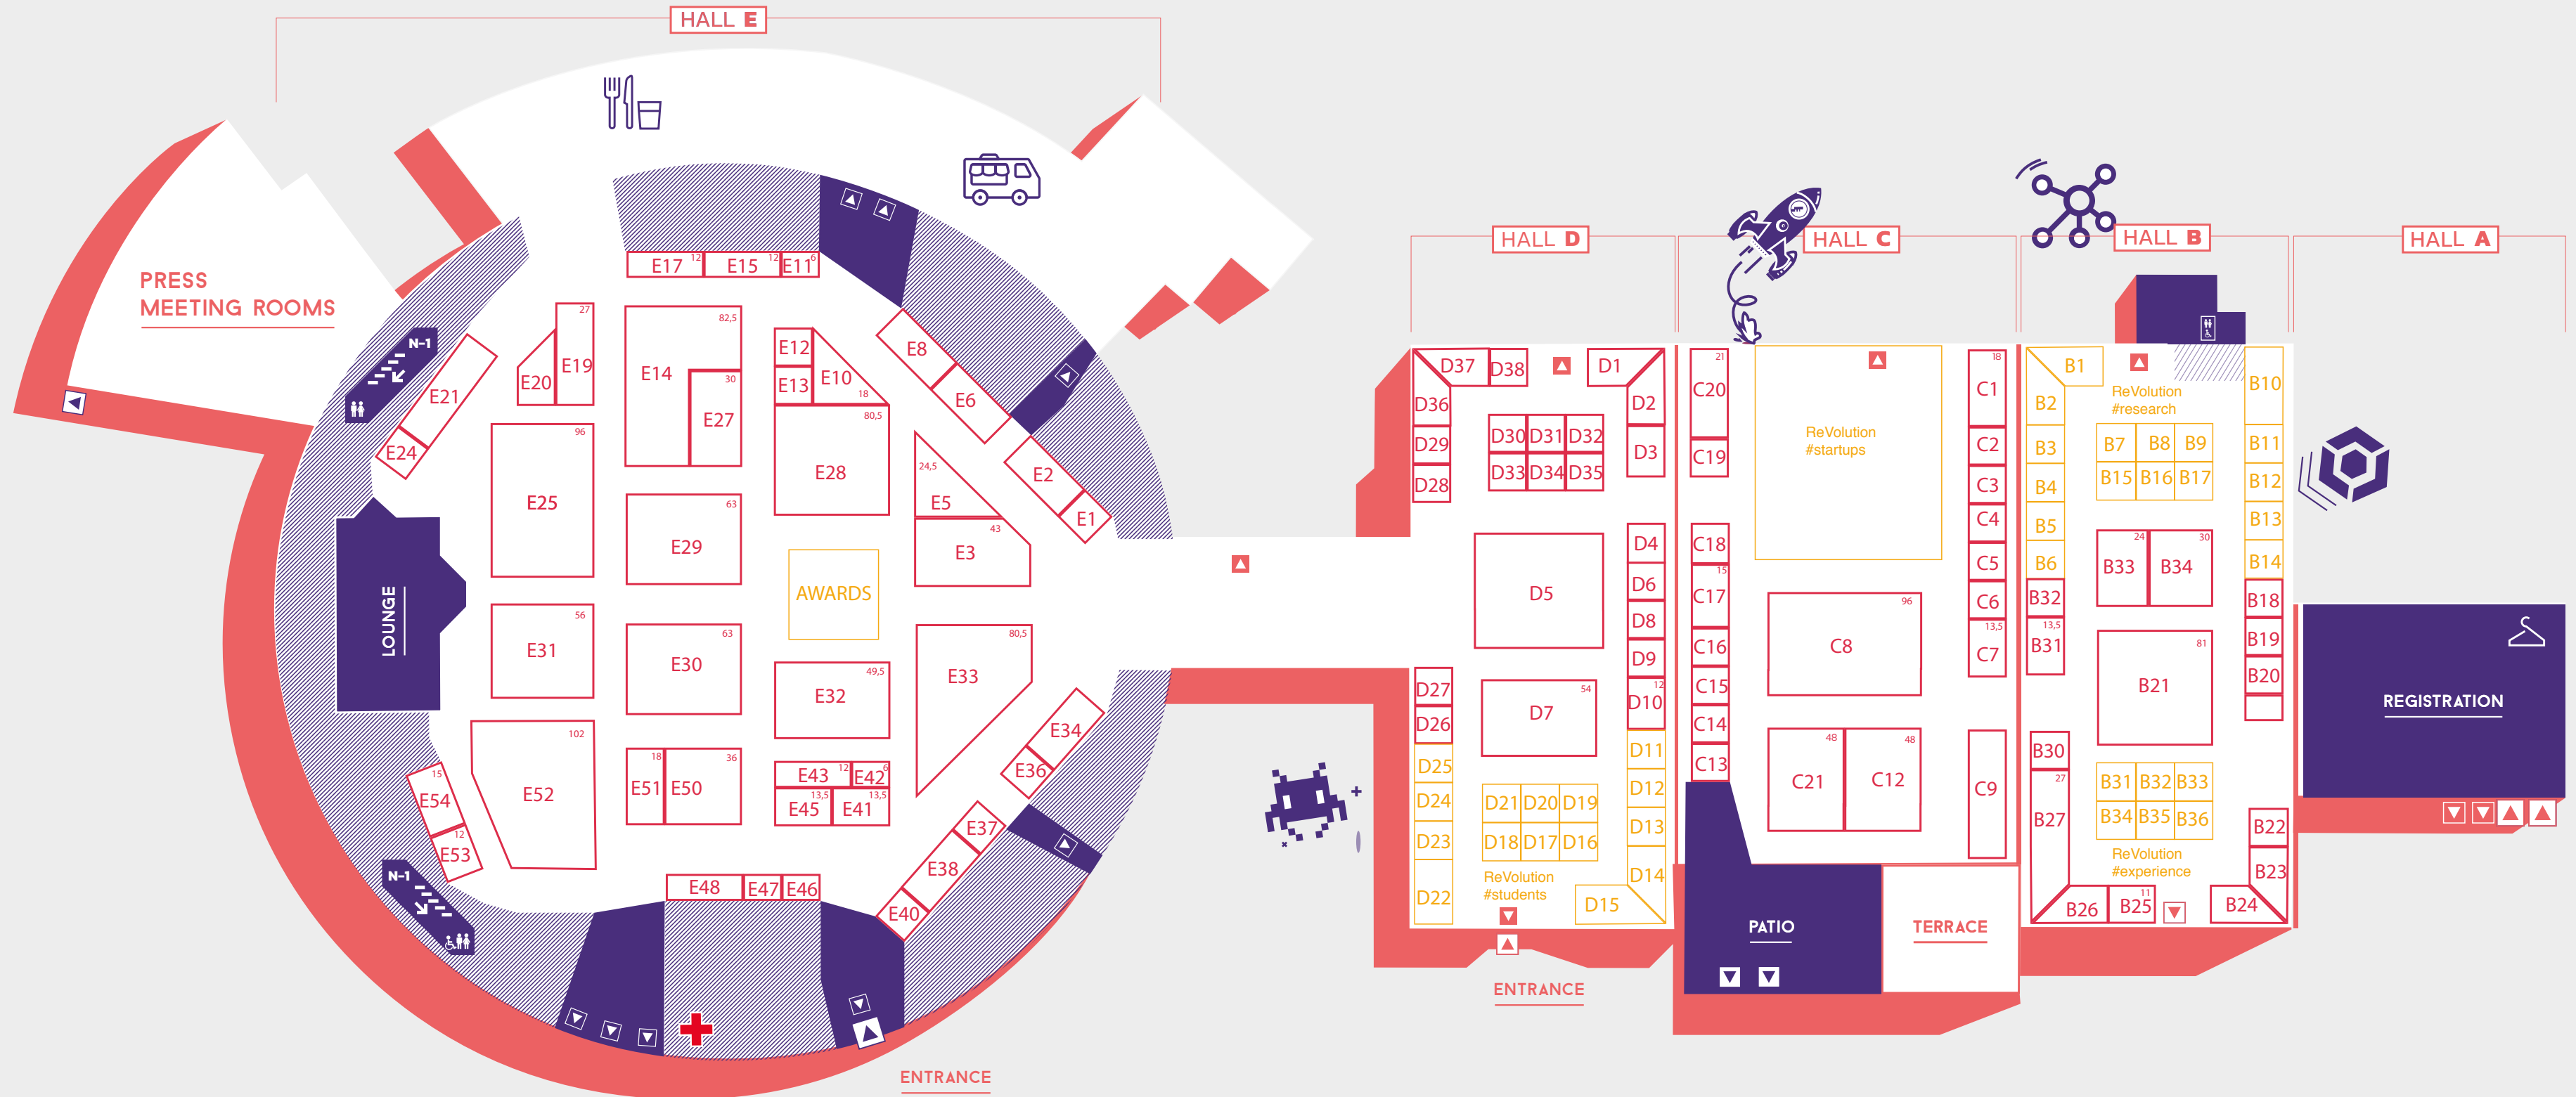 HALL E
HALL D
HALL C
HALL B
HALL A
PRESS
MEETING ROOMS
N-1
E17 12
E15 12
E11 6
E19 27
E20
E21
E24
E14 82,5
E27 30
E12
E13
E10 18
E8
E6
E28 80,5
E25 96
E5 24,5
E2
E1
E29 63
E3 43
AWARDS
LOUNGE
E31 56
E30 63
E32 49,5
E33 80,5
E34
E36
E52 102
E51 18
E50 36
E43 12
E42 6
E45 13,5
E41 13,5
E54 15
E53 12
E37
E38
E40
E48
E47
E46
N-1
ENTRANCE
D37
D38
D1
D36
D2
D29
D30
D31
D32
D3
D28
D33
D34
D35
D5
D4
D6
D8
D9
D10 12
D27
D26
D7 54
D25
D11
D24
D12
D21
D20
D19
D23
D13
D18
D17
D16
D22
ReVolution
#students
D14
D15
ENTRANCE
C20 21
C19
ReVolution
#startups
C1 18
C2
C3
C4
C5
C6
C7 13,5
C18
C17 15
C16
C15
C14
C13
C8 96
C21 48
C12 48
C9
PATIO
TERRACE
B1
B2
B3
B4
B5
B6
ReVolution
#research
B7
B8
B9
B15
B16
B17
B10
B11
B12
B13
B14
B32
B31 13,5
B33 24
B34 30
B18
B19
B20
B21 81
B30
B27 27
B31
B32
B33
B34
B35
B36
ReVolution
#experience
B22
B23
B26
B25 11
B24
REGISTRATION